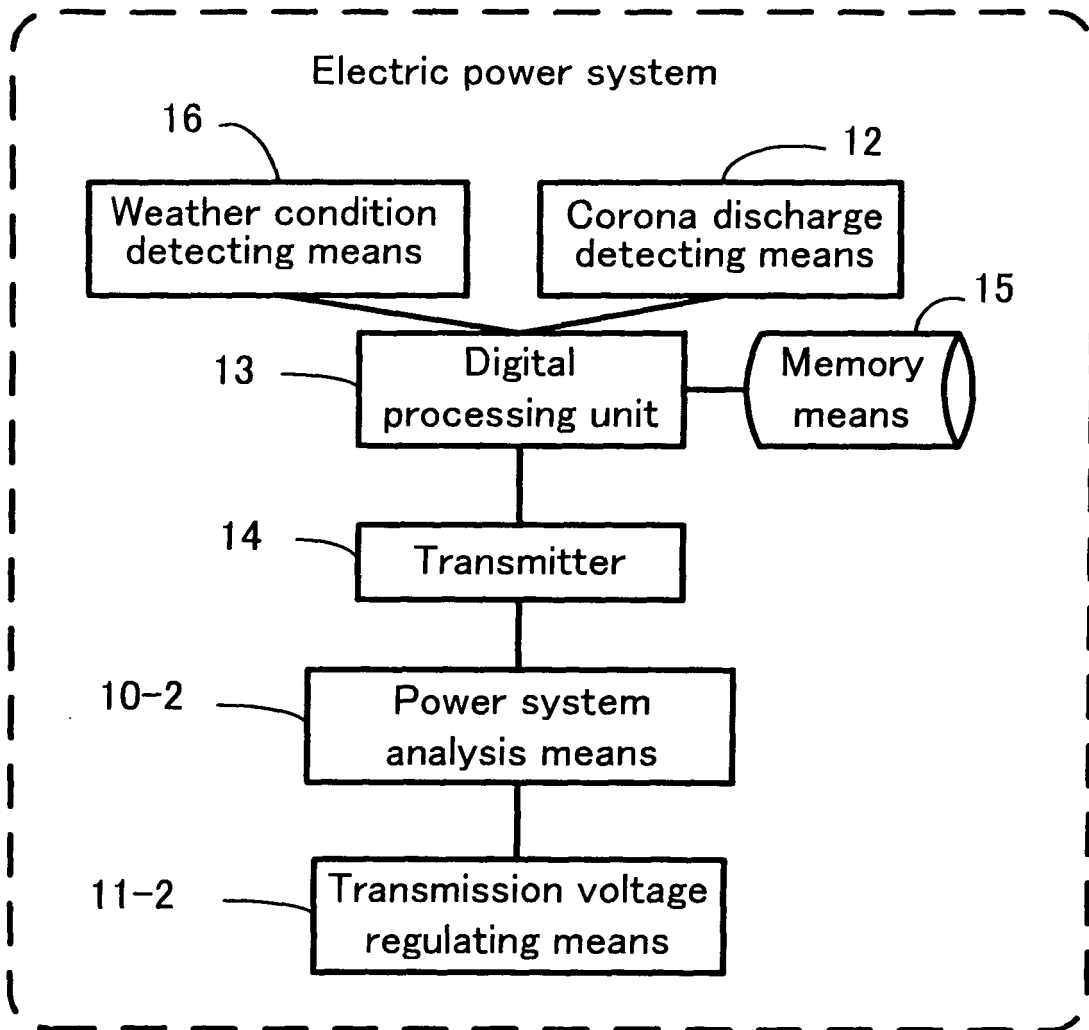 Electric power system
16
12
Weather condition
detecting means
Corona discharge
detecting means
15
13
Digital
processing unit
Memory
means
14
Transmitter
10-2
Power system
analysis means
11-2
Transmission voltage
regulating means